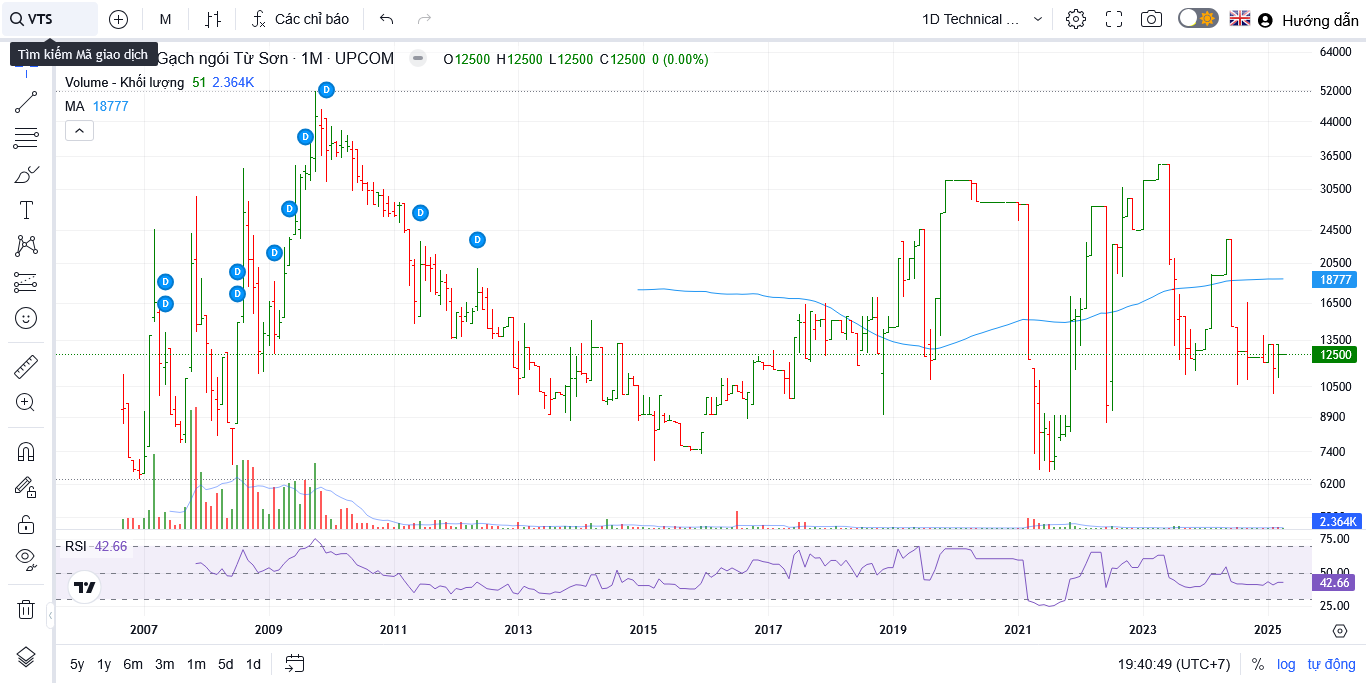 VTS
M
Các chỉ báo
1D Technical ...
Hướng dẫn
Tìm kiếm Mã giao dịch
Gạch ngói Từ Sơn · 1M · UPCOM
O12500 H12500 L12500 C12500 0 (0.00%)
Volume - Khối lượng 51 2.364K
MA 18777
D
D
D
D
D
D
D
D
D
D
64000
52000
44000
36500
30500
24500
20500
18777
16500
13500
12500
10500
8900
7400
6200
2.364K
RSI 42.66
75.00
50.00
42.66
25.00
2007 2009 2011 2013 2015 2017 2019 2021 2023 2025
5y 1y 6m 3m 1m 5d 1d
19:40:49 (UTC+7) % log tự động